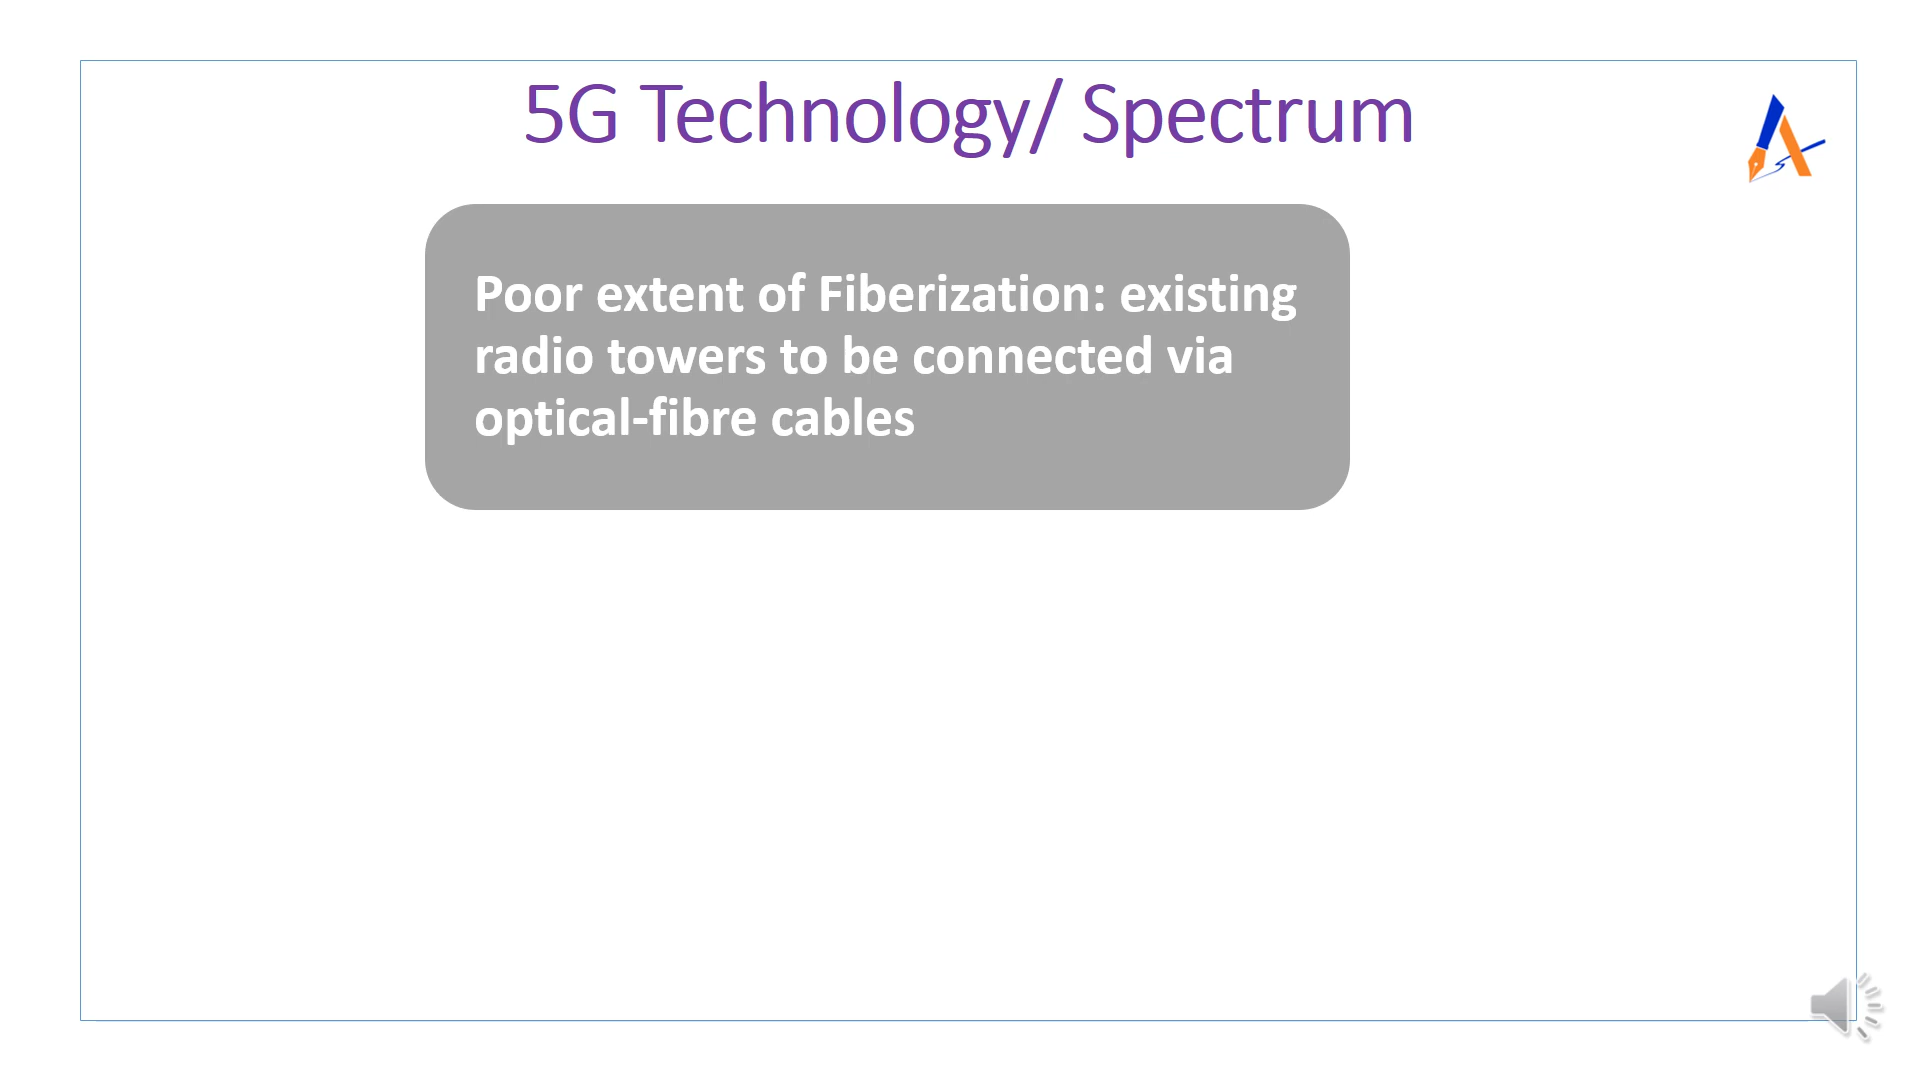 5G Technology/ Spectrum
Poor extent of Fiberization: existing
radio towers to be connected via
optical-fibre cables